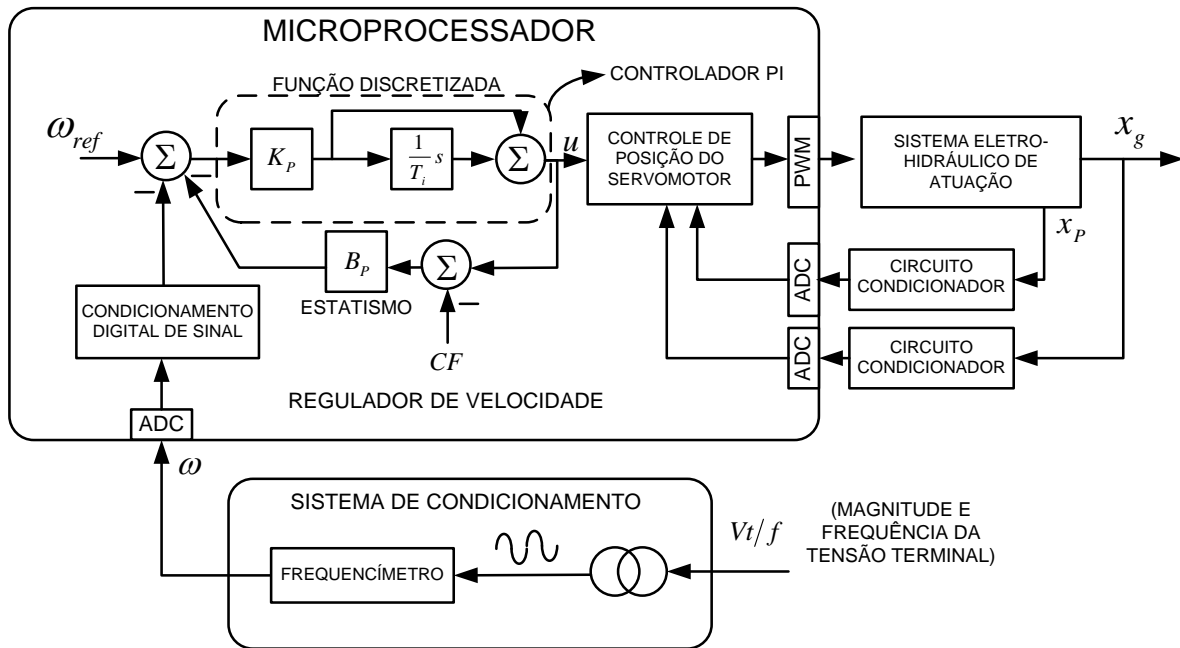 MICROPROCESSADOR
FUNÇÃO DISCRETIZADA
CONTROLADOR PI
ω_ref
Σ
K_P
1/T_i s
Σ
u
CONTROLE DE
POSIÇÃO DO
SERVOMOTOR
PWM
SISTEMA ELETRO-
HIDRÁULICO DE
ATUAÇÃO
x_g
x_P
B_P
ESTATISMO
Σ
CF
ADC
CIRCUITO
CONDICIONADOR
ADC
CIRCUITO
CONDICIONADOR
CONDICIONAMENTO
DIGITAL DE SINAL
REGULADOR DE VELOCIDADE
ADC
ω
SISTEMA DE CONDICIONAMENTO
FREQUENCÍMETRO
Vt/f
(MAGNITUDE E
FREQUÊNCIA DA
TENSÃO TERMINAL)